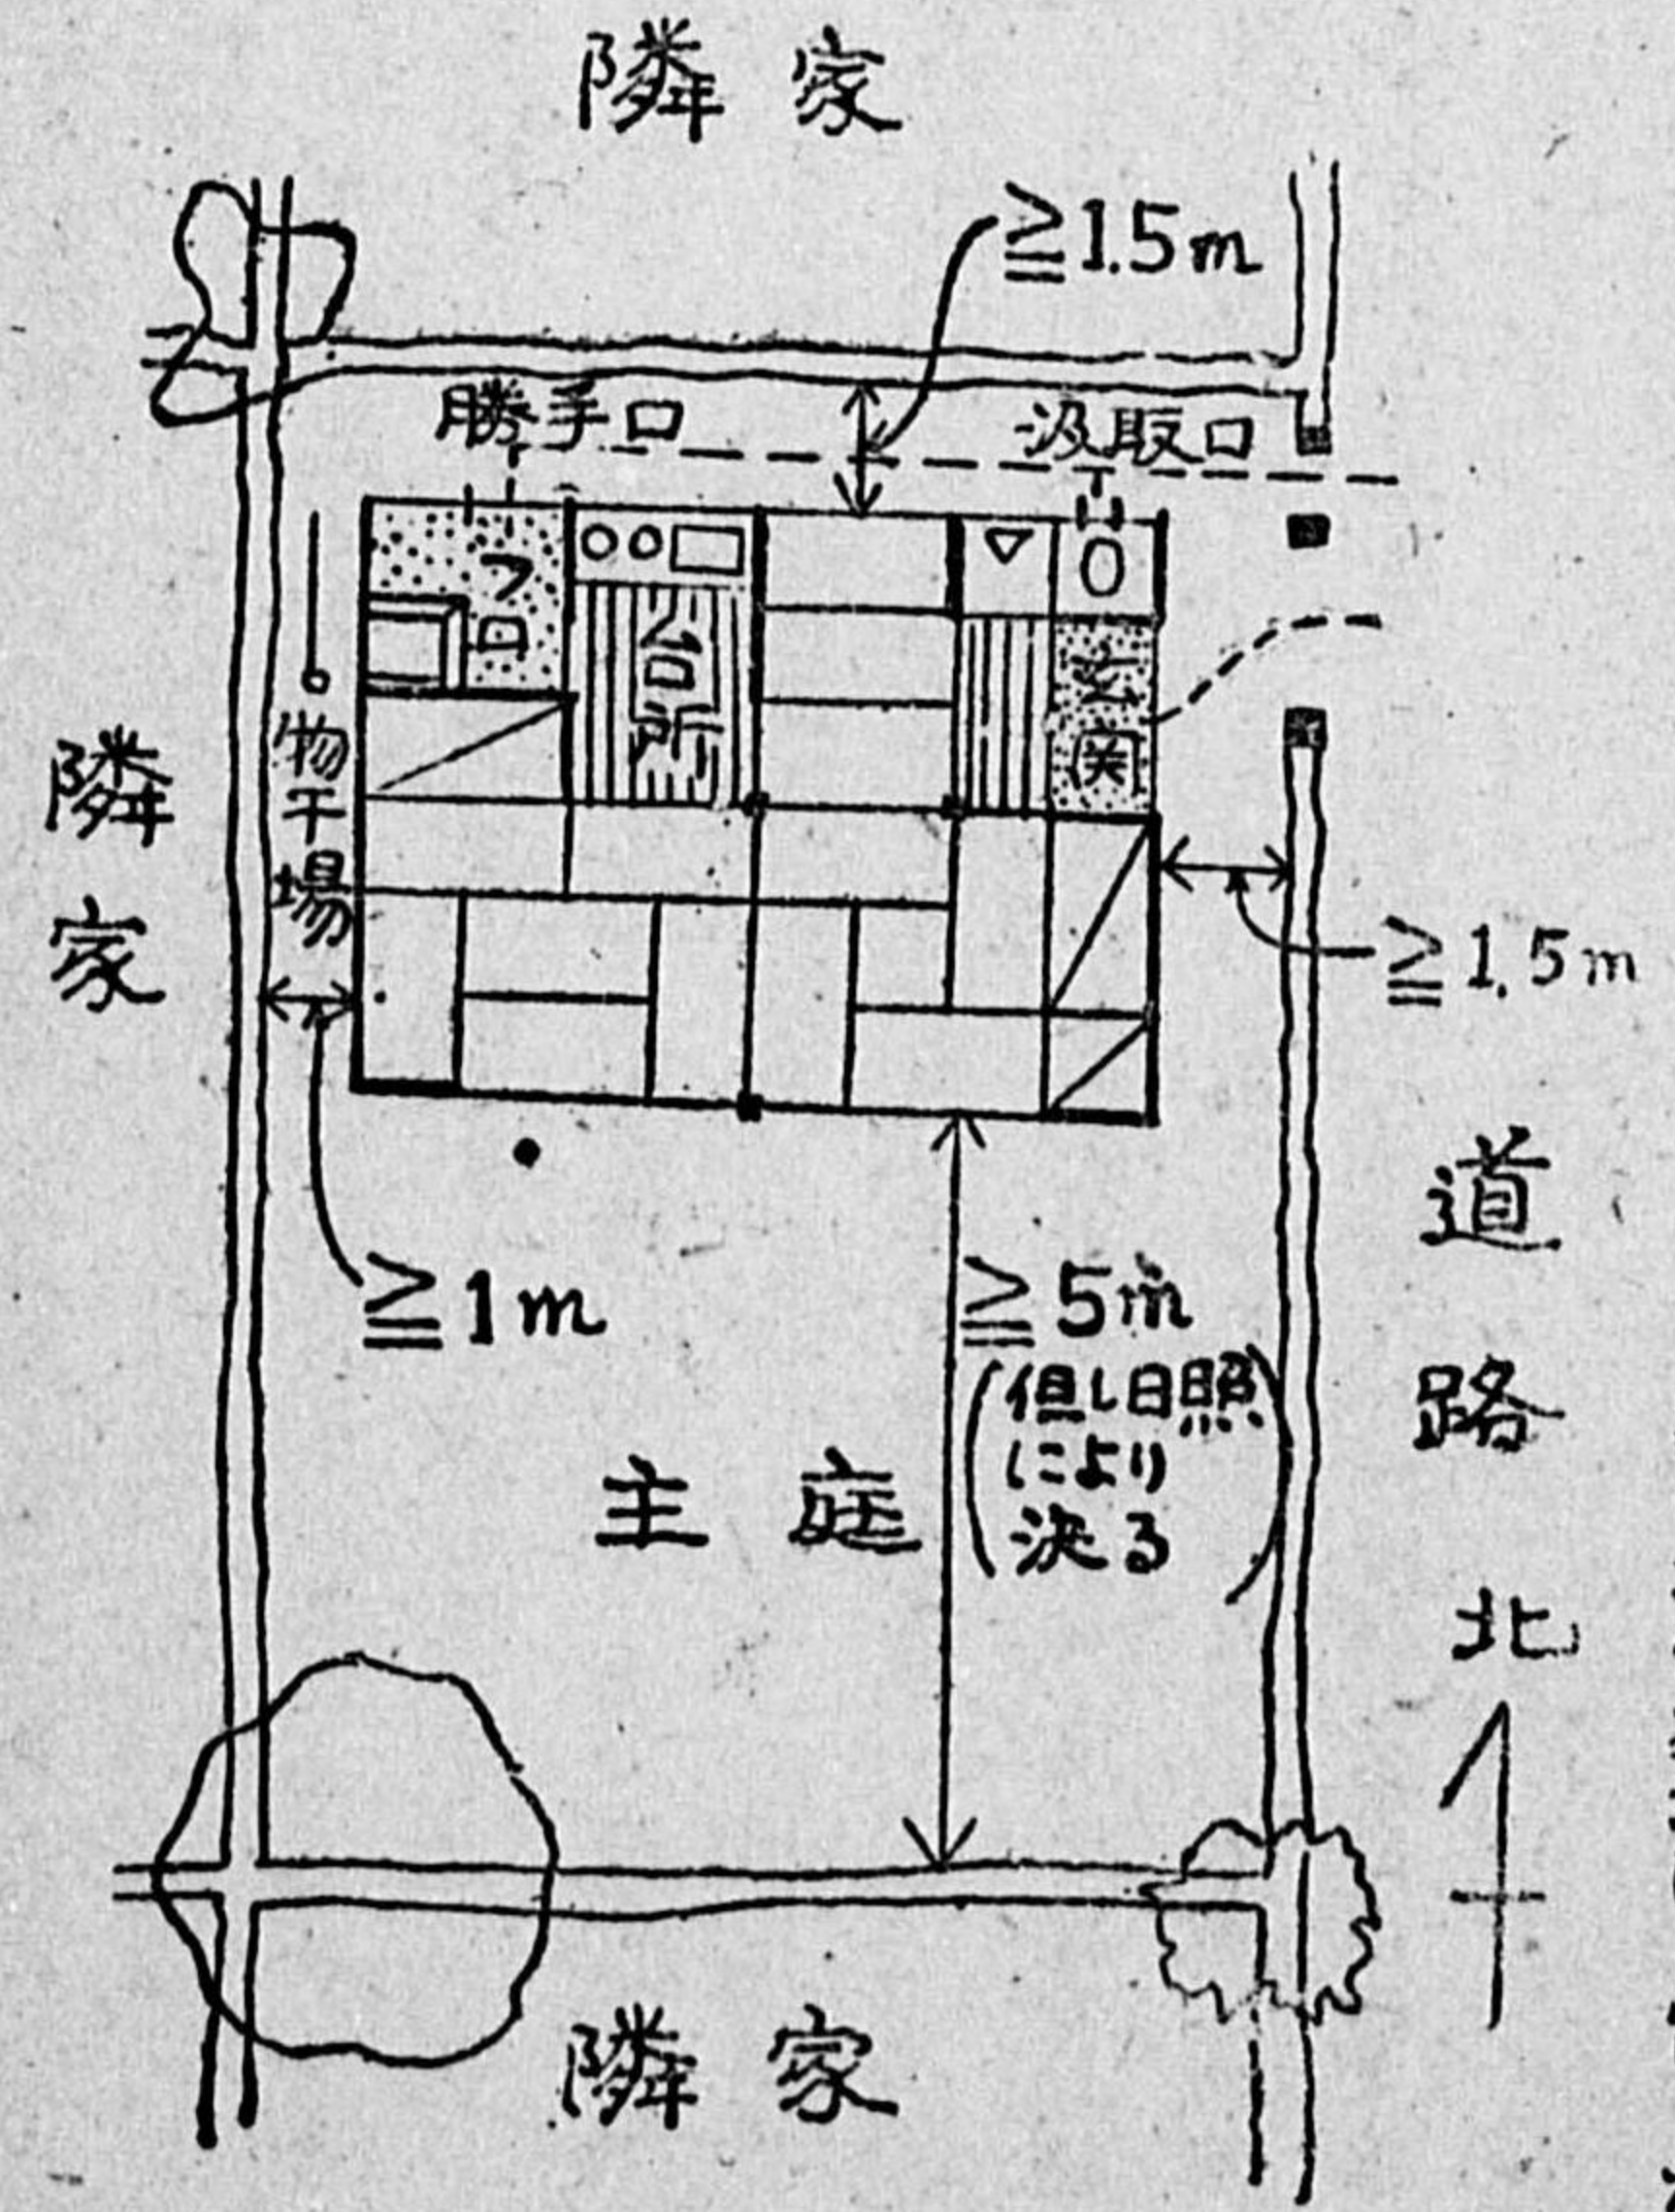 隣家
≧1.5m
勝手口
汲取口
フロ
台所
玄関
物干場
隣家
≧1.5m
≧1m
≧5m
(但し日照
により
決る)
主庭
道路
北
隣家